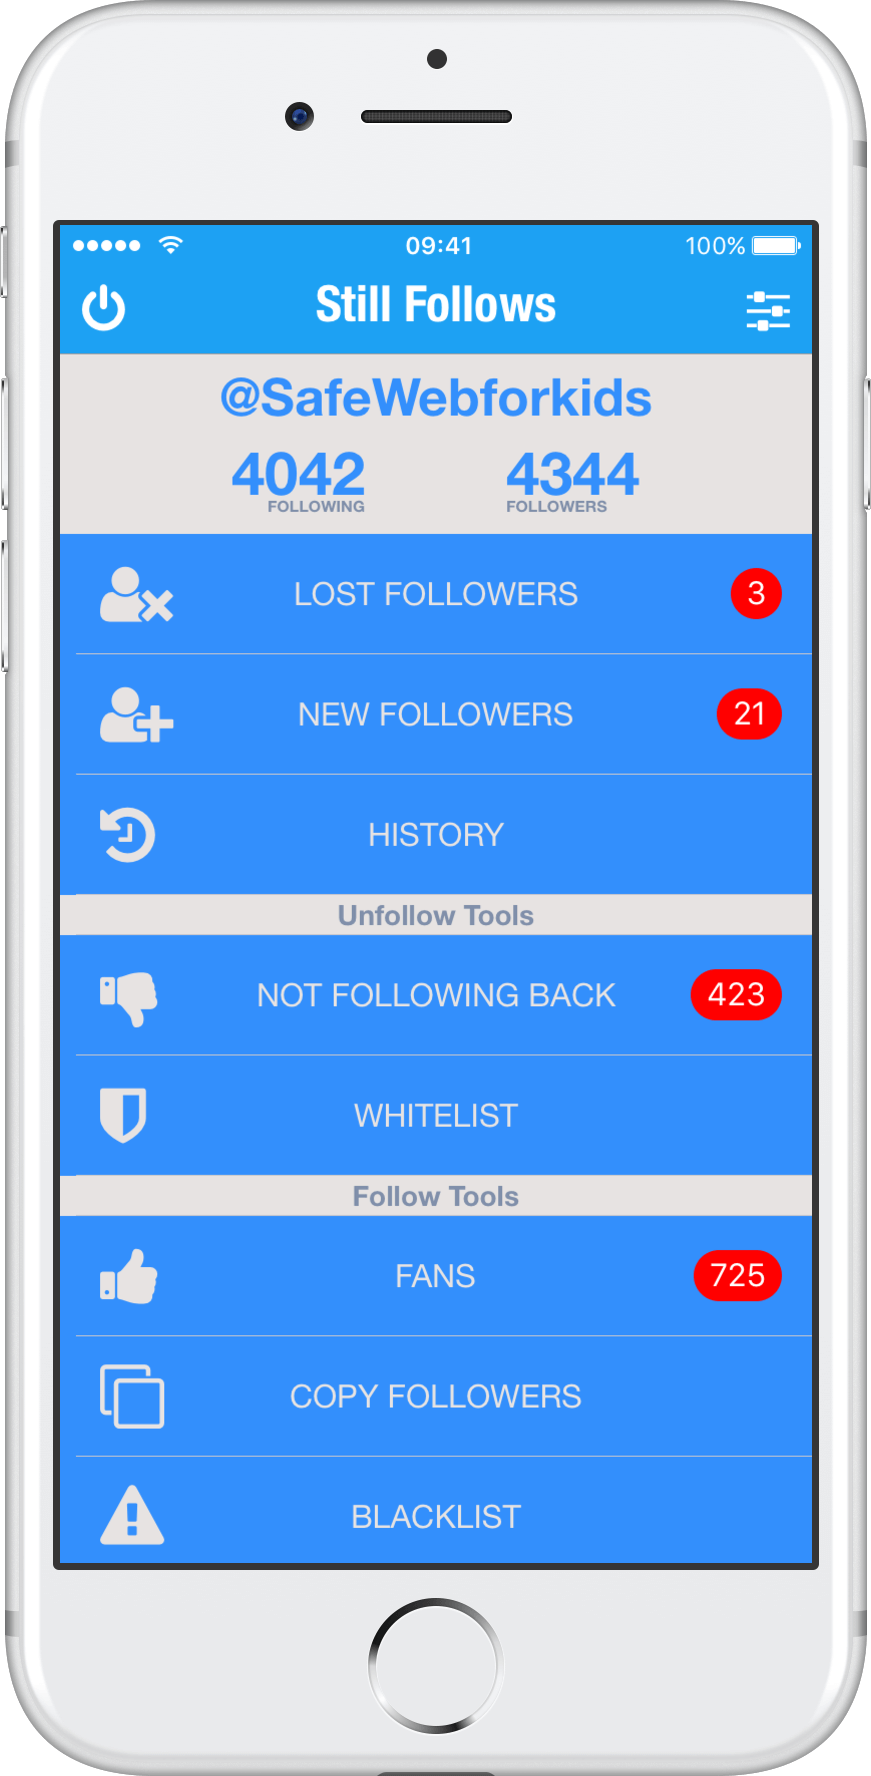 09:41
100%
Still Follows
@SafeWebforkids
4042 4344
FOLLOWING FOLLOWERS
LOST FOLLOWERS 3
NEW FOLLOWERS 21
HISTORY
Unfollow Tools
NOT FOLLOWING BACK 423
WHITELIST
Follow Tools
FANS 725
COPY FOLLOWERS
BLACKLIST